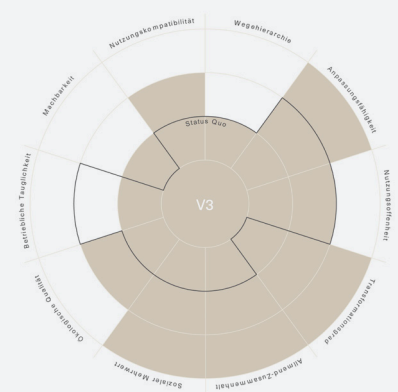 Nutzungskompatibilität
Wegehierarchie
Anpassungsfähigkeit
Nutzungsoffenheit
Transformationsgrad
Allmend-Zusammenhalt
Sozialer Mehrwert
Ökologische Qualität
Betriebliche Tauglichkeit
Machbarkeit
Status Quo
V3